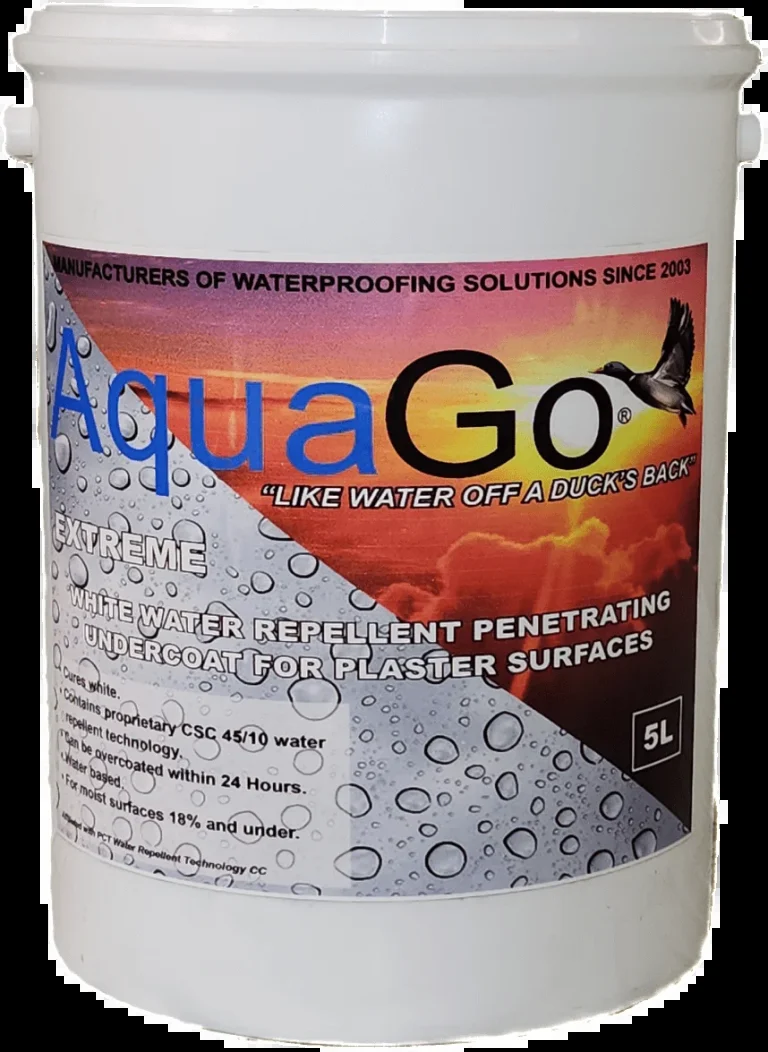 MANUFACTURERS OF WATERPROOFING SOLUTIONS SINCE 2003
AquaGo®
"LIKE WATER OFF A DUCK'S BACK"
EXTREME
WHITE WATER REPELLENT PENETRATING
UNDERCOAT FOR PLASTER SURFACES
Cures white.
Contains proprietary CSC 45/10 water
repellent technology.
Can be overcoated within 24 Hours.
Water based.
For moist surfaces 18% and under.
with PCT Water Repellent Technology CC
5L